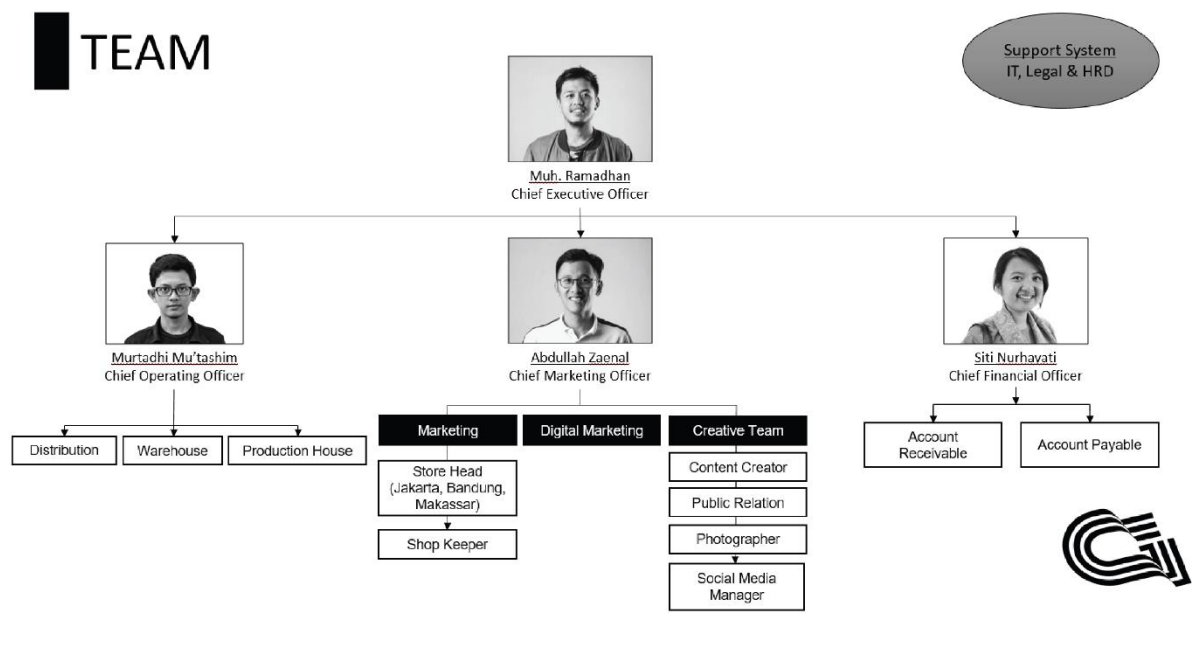 TEAM
Support System
IT, Legal & HRD
Muh. Ramadhan
Chief Executive Officer
Murtadhi Mu'tashim
Chief Operating Officer
Abdullah Zaenal
Chief Marketing Officer
Siti Nurhayati
Chief Financial Officer
Distribution
Warehouse
Production House
Marketing
Store Head
(Jakarta, Bandung,
Makassar)
Shop Keeper
Digital Marketing
Creative Team
Content Creator
Public Relation
Photographer
Social Media
Manager
Account
Receivable
Account Payable